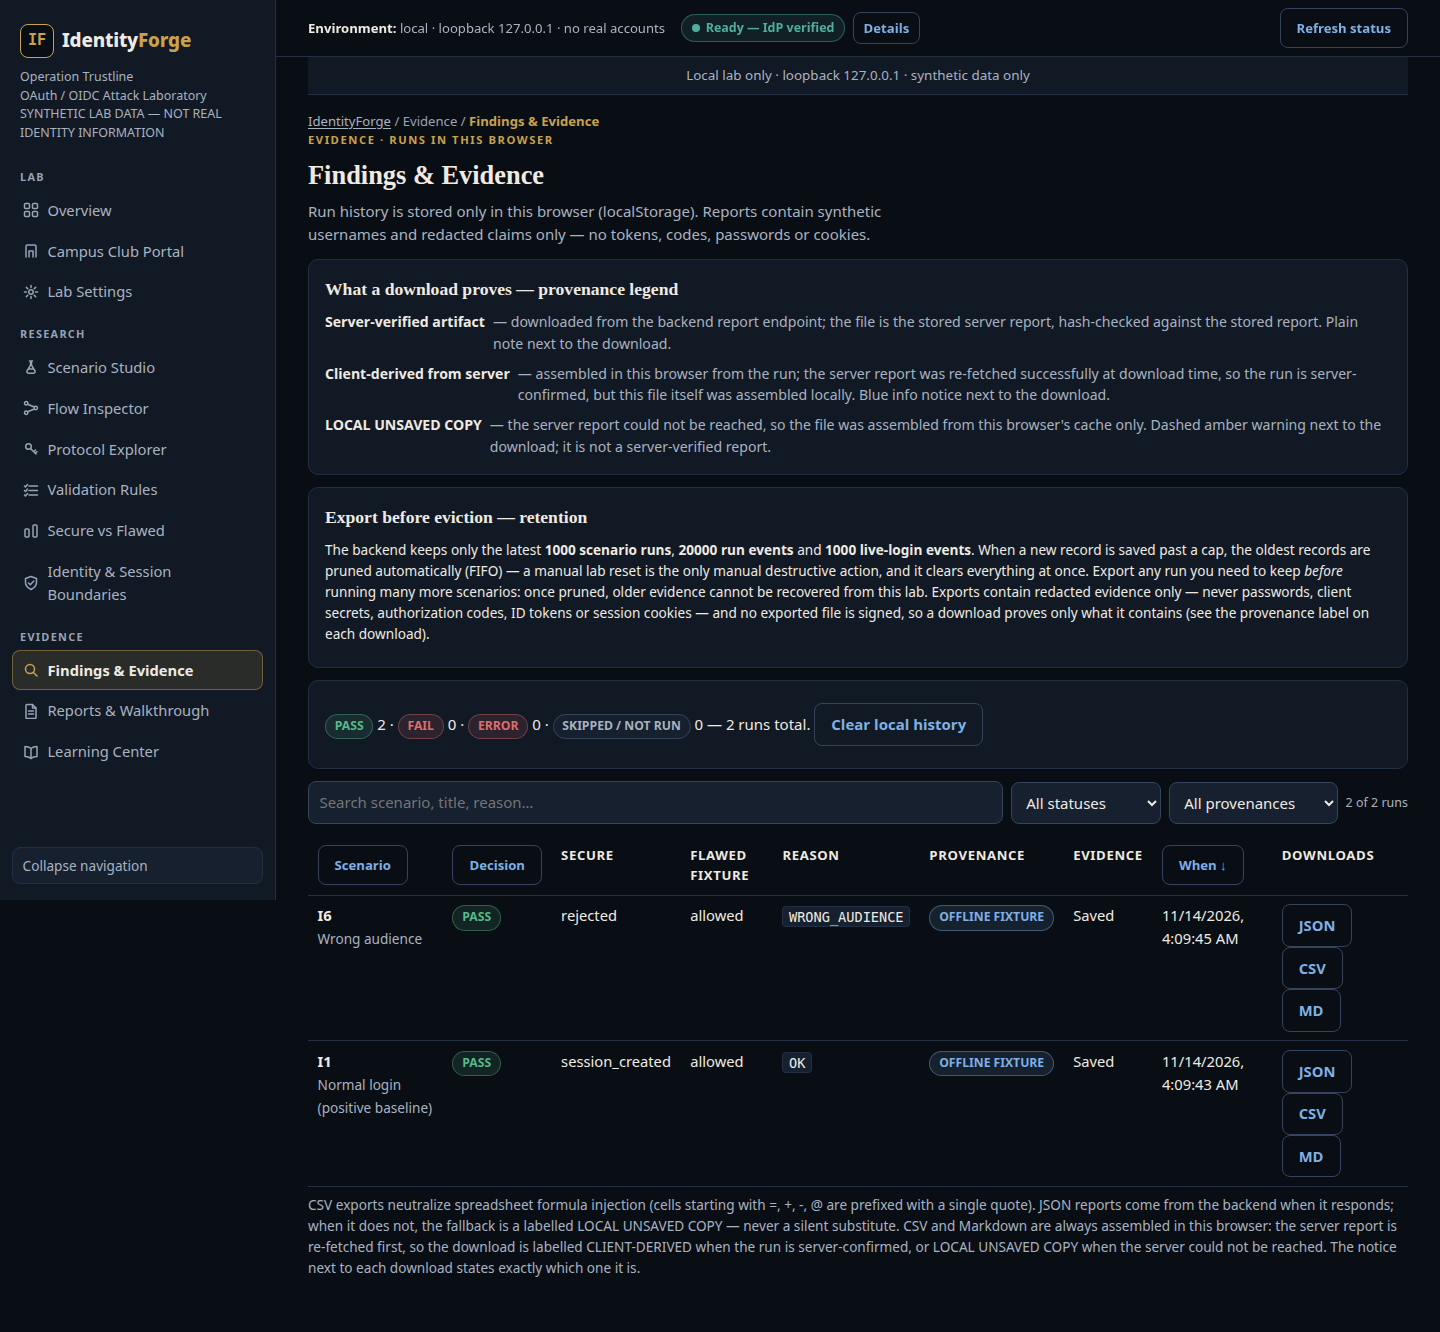 IF IdentityForge
Operation Trustline
OAuth / OIDC Attack Laboratory
SYNTHETIC LAB DATA — NOT REAL
IDENTITY INFORMATION
LAB
Overview
Campus Club Portal
Lab Settings
RESEARCH
Scenario Studio
Flow Inspector
Protocol Explorer
Validation Rules
Secure vs Flawed
Identity & Session
Boundaries
EVIDENCE
Findings & Evidence
Reports & Walkthrough
Learning Center
Collapse navigation
Environment: local · loopback 127.0.0.1 · no real accounts
Ready — IdP verified
Details
Refresh status
Local lab only · loopback 127.0.0.1 · synthetic data only
IdentityForge / Evidence / Findings & Evidence
EVIDENCE · RUNS IN THIS BROWSER
Findings & Evidence
Run history is stored only in this browser (localStorage). Reports contain synthetic
usernames and redacted claims only — no tokens, codes, passwords or cookies.
What a download proves — provenance legend
Server-verified artifact — downloaded from the backend report endpoint; the file is the stored server report, hash-checked against the stored report. Plain
note next to the download.
Client-derived from server — assembled in this browser from the run; the server report was re-fetched successfully at download time, so the run is server-
confirmed, but this file itself was assembled locally. Blue info notice next to the download.
LOCAL UNSAVED COPY — the server report could not be reached, so the file was assembled from this browser's cache only. Dashed amber warning next to the
download; it is not a server-verified report.
Export before eviction — retention
The backend keeps only the latest 1000 scenario runs, 20000 run events and 1000 live-login events. When a new record is saved past a cap, the oldest records are
pruned automatically (FIFO) — a manual lab reset is the only manual destructive action, and it clears everything at once. Export any run you need to keep before
running many more scenarios: once pruned, older evidence cannot be recovered from this lab. Exports contain redacted evidence only — never passwords, client
secrets, authorization codes, ID tokens or session cookies — and no exported file is signed, so a download proves only what it contains (see the provenance label on
each download).
PASS 2 · FAIL 0 · ERROR 0 · SKIPPED / NOT RUN 0 — 2 runs total. Clear local history
Search scenario, title, reason...
All statuses
All provenances
2 of 2 runs
Scenario Decision SECURE FLAWED FIXTURE REASON PROVENANCE EVIDENCE When ↓ DOWNLOADS
I6 PASS rejected allowed WRONG_AUDIENCE OFFLINE FIXTURE Saved 11/14/2026, JSON
Wrong audience 4:09:45 AM
CSV
MD
I1 PASS session_created allowed OK OFFLINE FIXTURE Saved 11/14/2026, JSON
Normal login 4:09:43 AM
(positive baseline) CSV
MD
CSV exports neutralize spreadsheet formula injection (cells starting with =, +, -, @ are prefixed with a single quote). JSON reports come from the backend when it responds;
when it does not, the fallback is a labelled LOCAL UNSAVED COPY — never a silent substitute. CSV and Markdown are always assembled in this browser: the server report is
re-fetched first, so the download is labelled CLIENT-DERIVED when the run is server-confirmed, or LOCAL UNSAVED COPY when the server could not be reached. The notice
next to each download states exactly which one it is.